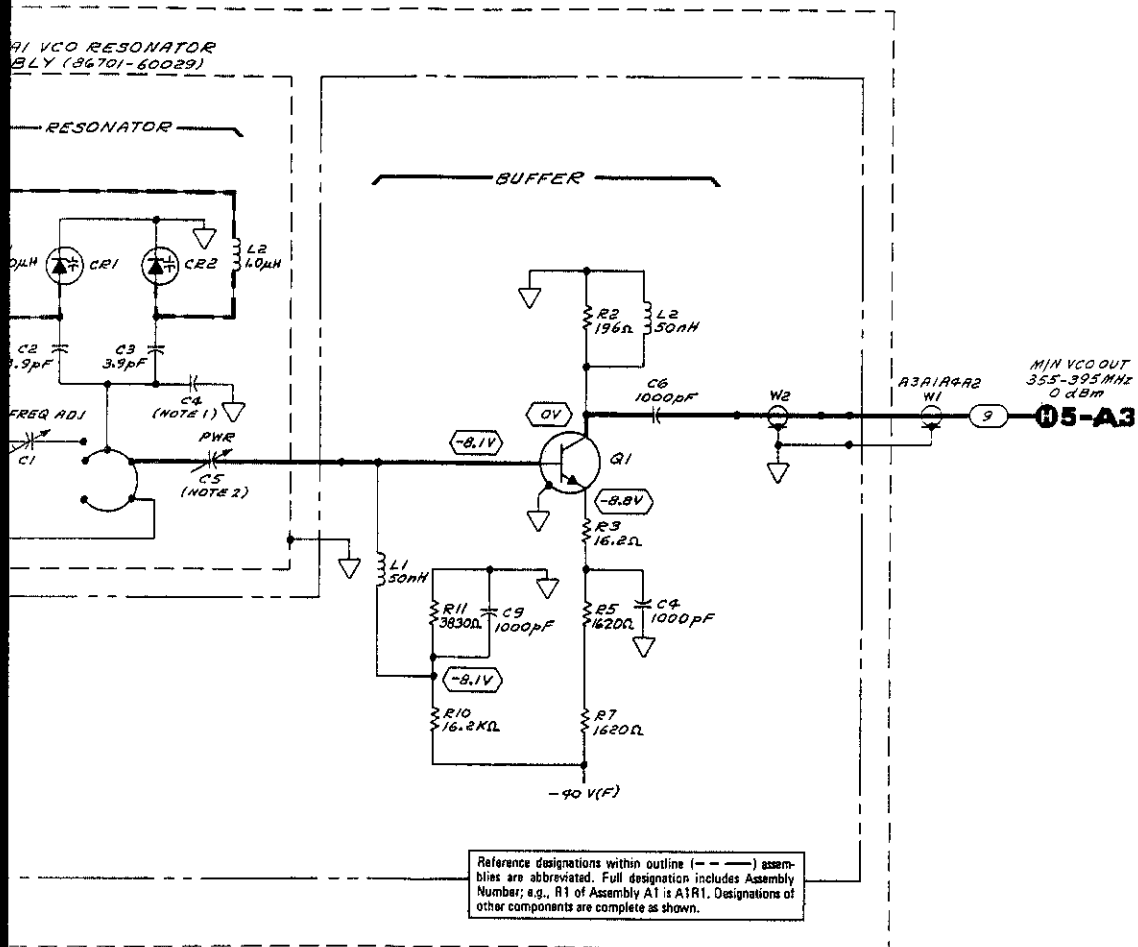 A1 VCO RESONATOR
BLY (86701-60029)
RESONATOR
BUFFER
0μH
CR1
CR2
L2
1.0μH
C2
3.9pF
C3
3.9pF
C4
(NOTE 1)
FREQ ADJ
C1
PWR
C5
(NOTE 2)
R2
196Ω
L2
50nH
C6
1000pF
0V
-8.1V
Q1
-8.8V
W2
A3A1A4A2
W1
MIN VCO OUT
355-395MHz
0 dBm
9
H 5-A3
R3
16.2Ω
L1
50nH
R11
3830Ω
C9
1000pF
R5
1620Ω
C4
1000pF
-8.1V
R10
16.2KΩ
R7
1620Ω
-40 V(F)
Reference designations within outline (– – ––) assem-
blies are abbreviated. Full designation includes Assembly
Number; e.g., R1 of Assembly A1 is A1R1. Designations of
other components are complete as shown.